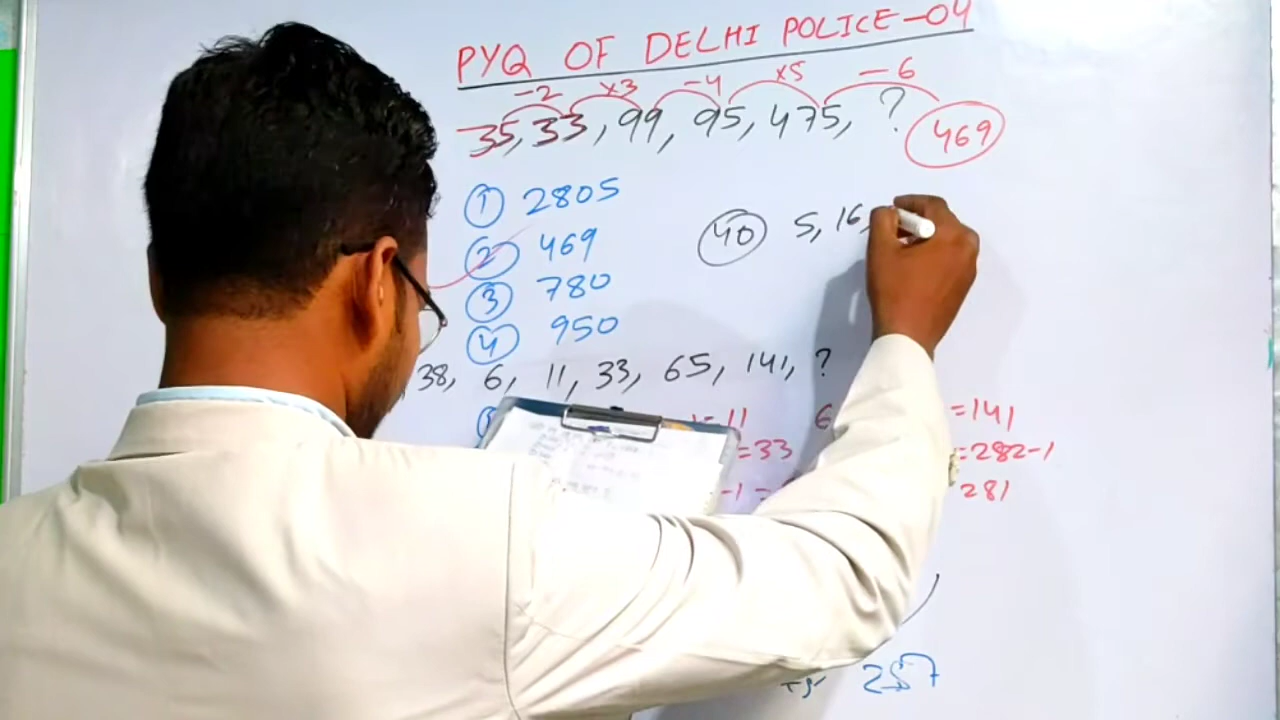 PYQ OF DELHI POLICE-04
-2 ×3 -4 ×5 -6
35, 33, 99, 95, 475, ? 469
① 2805
② 469
③ 780
④ 950
40 5, 16,
38, 6, 11, 33, 65, 141, ?
= 11 6 =141
=33 =282-1
-1 = 281
257